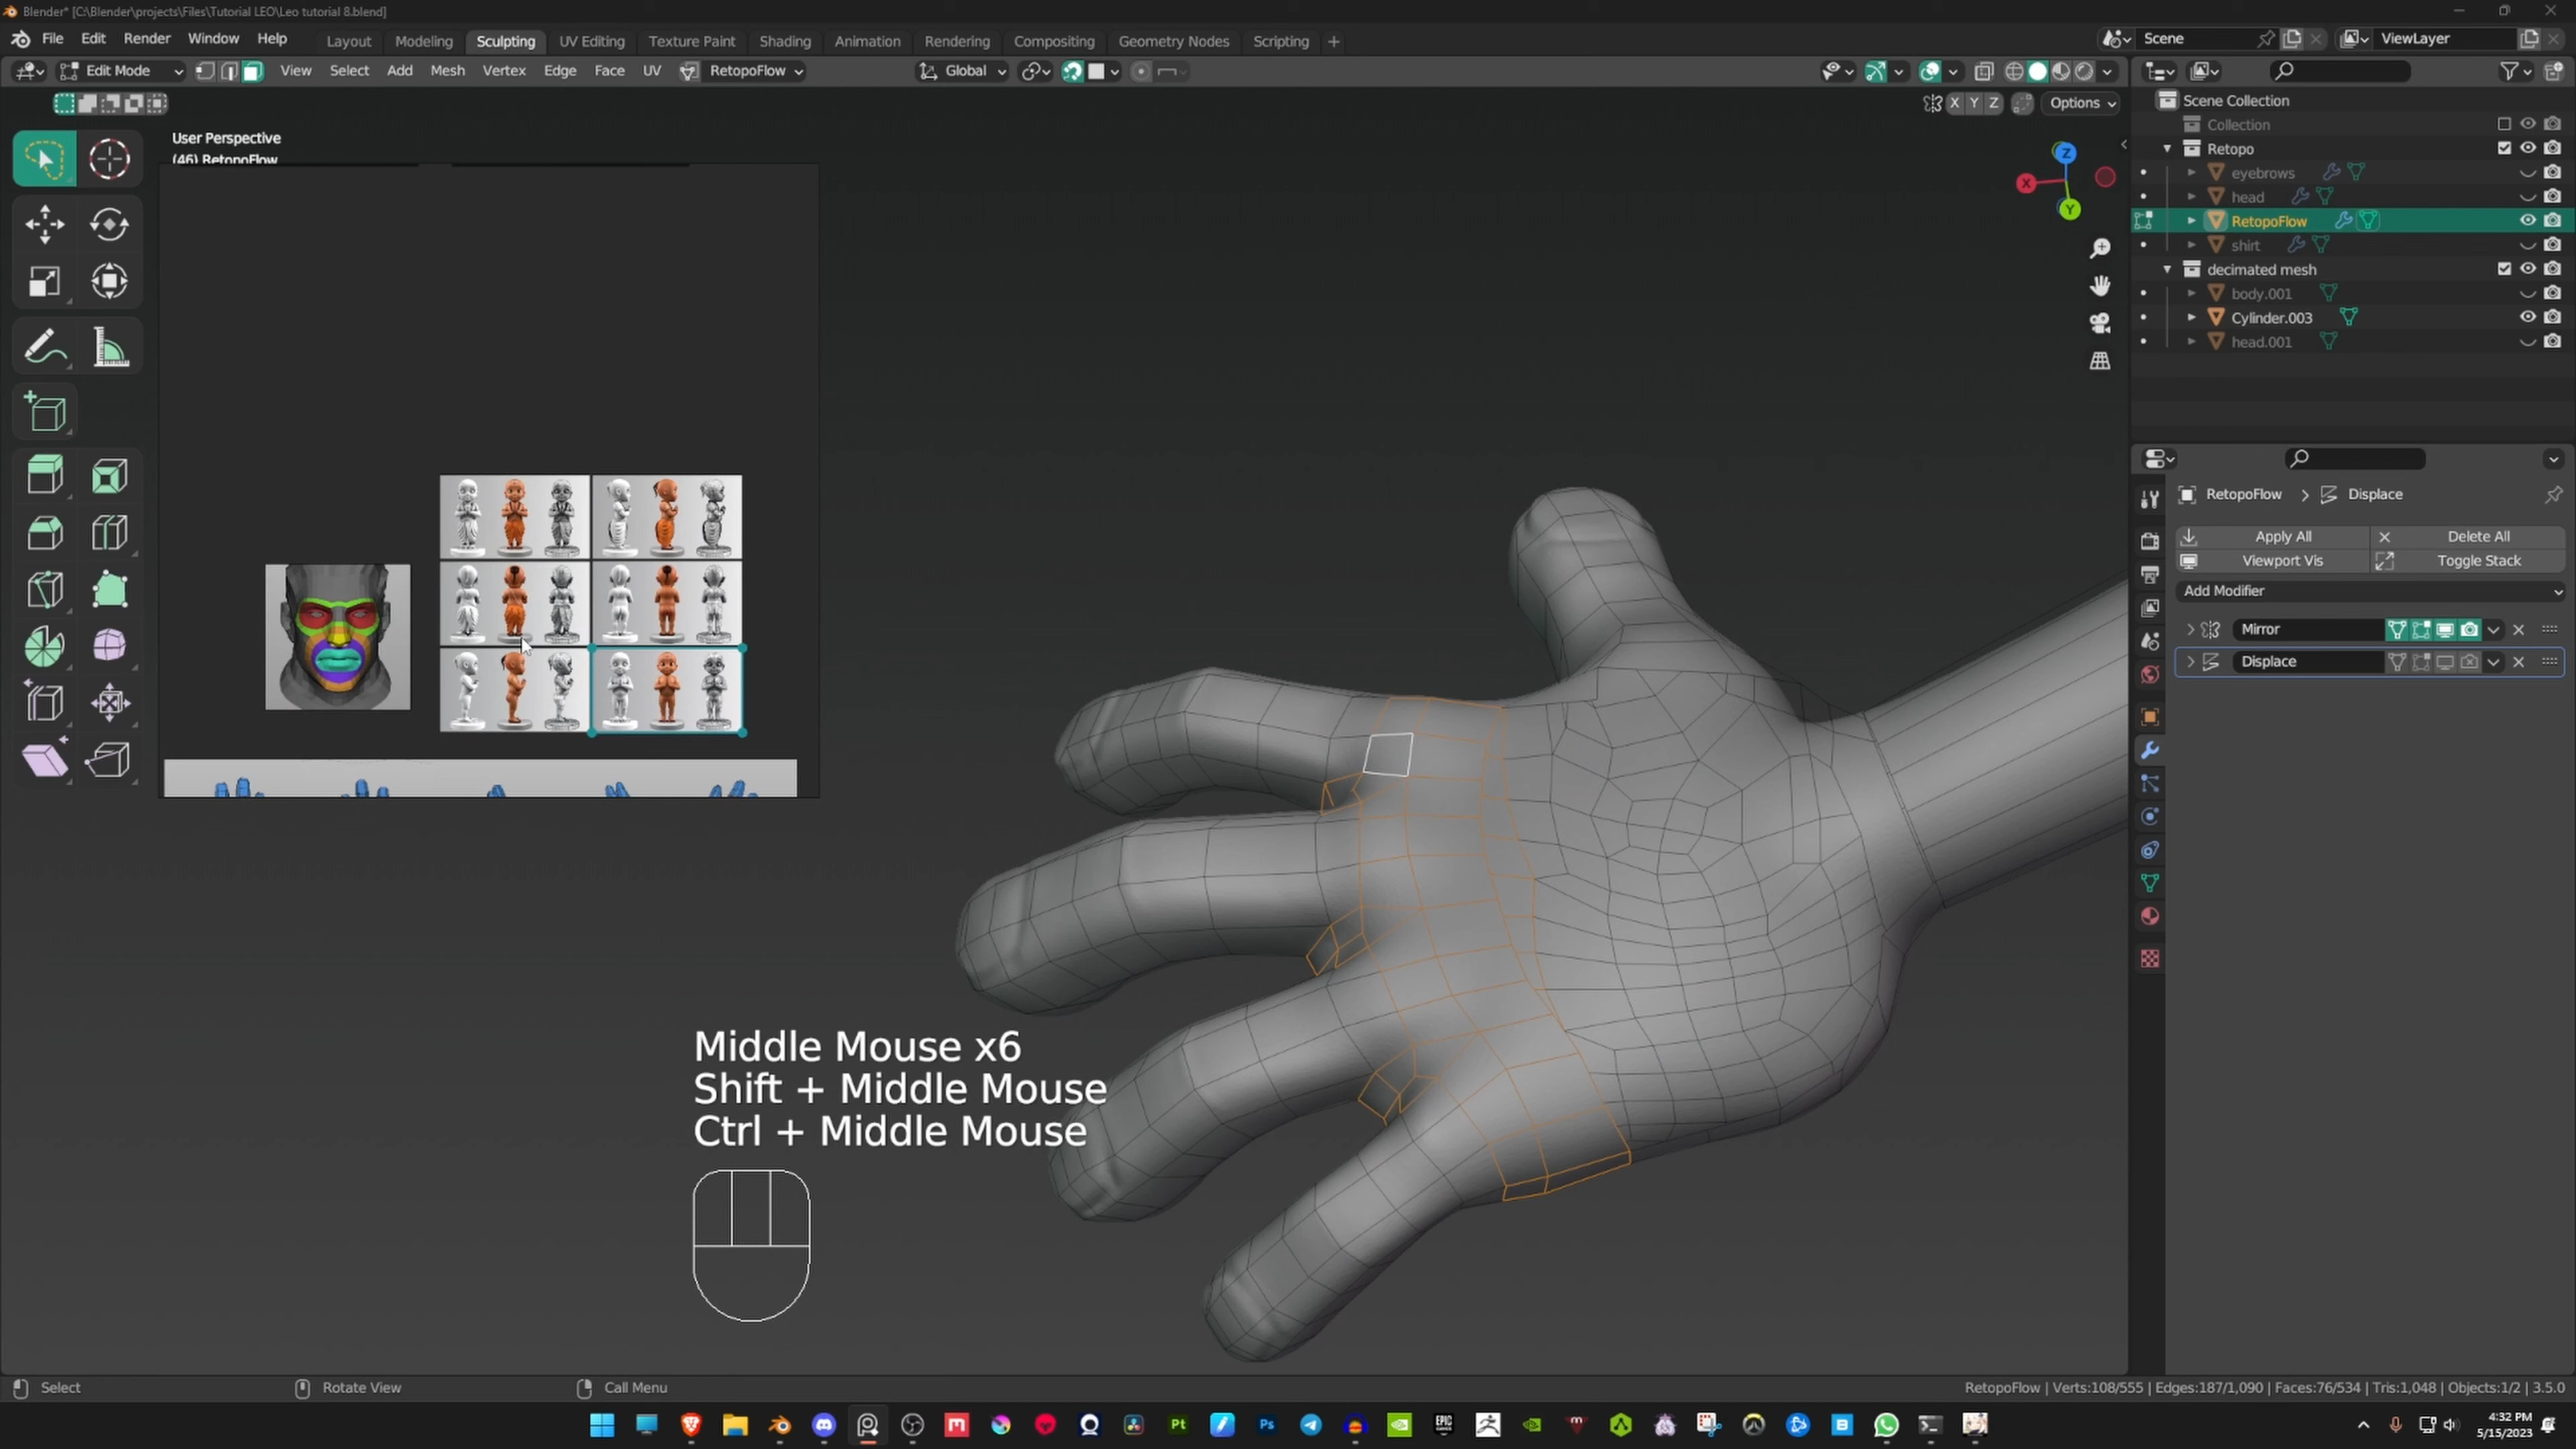 Blender* [C:\Blender\projects\Files\Tutorial LEO\Leo tutorial 8.blend]
File Edit Render Window Help
Layout Modeling Sculpting UV Editing Texture Paint Shading Animation Rendering Compositing Geometry Nodes Scripting +
Scene ViewLayer
Edit Mode View Select Add Mesh Vertex Edge Face UV RetopoFlow Global
X Y Z Options
User Perspective
(46) RetopoFlow
Z
X
Y
Scene Collection
Collection
Retopo
eyebrows
head
RetopoFlow
shirt
decimated mesh
body.001
Cylinder.003
head.001
RetopoFlow > Displace
Apply All Delete All
Viewport Vis Toggle Stack
Add Modifier
Mirror
Displace
Middle Mouse x6
Shift + Middle Mouse
Ctrl + Middle Mouse
Select Rotate View Call Menu
RetopoFlow | Verts:108/555 | Edges:187/1,090 | Faces:76/534 | Tris:1,048 | Objects:1/2 | 3.5.0
Pt Ps EPIC GAMES B
4:32 PM
5/15/2023